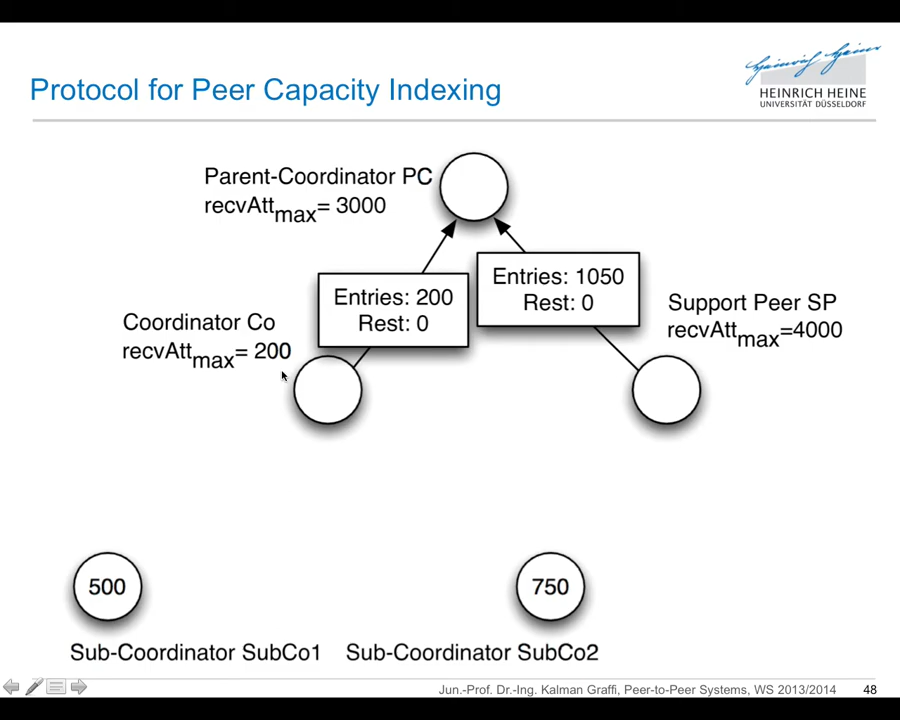 Protocol for Peer Capacity Indexing
Heinrich Heine
HEINRICH HEINE
UNIVERSITÄT DÜSSELDORF
Parent-Coordinator PC
recvAttmax= 3000
Entries: 1050
Rest: 0
Entries: 200
Rest: 0
Support Peer SP
recvAttmax=4000
Coordinator Co
recvAttmax= 200
500
750
Sub-Coordinator SubCo1
Sub-Coordinator SubCo2
Jun.-Prof. Dr.-Ing. Kalman Graffi, Peer-to-Peer Systems, WS 2013/2014
48